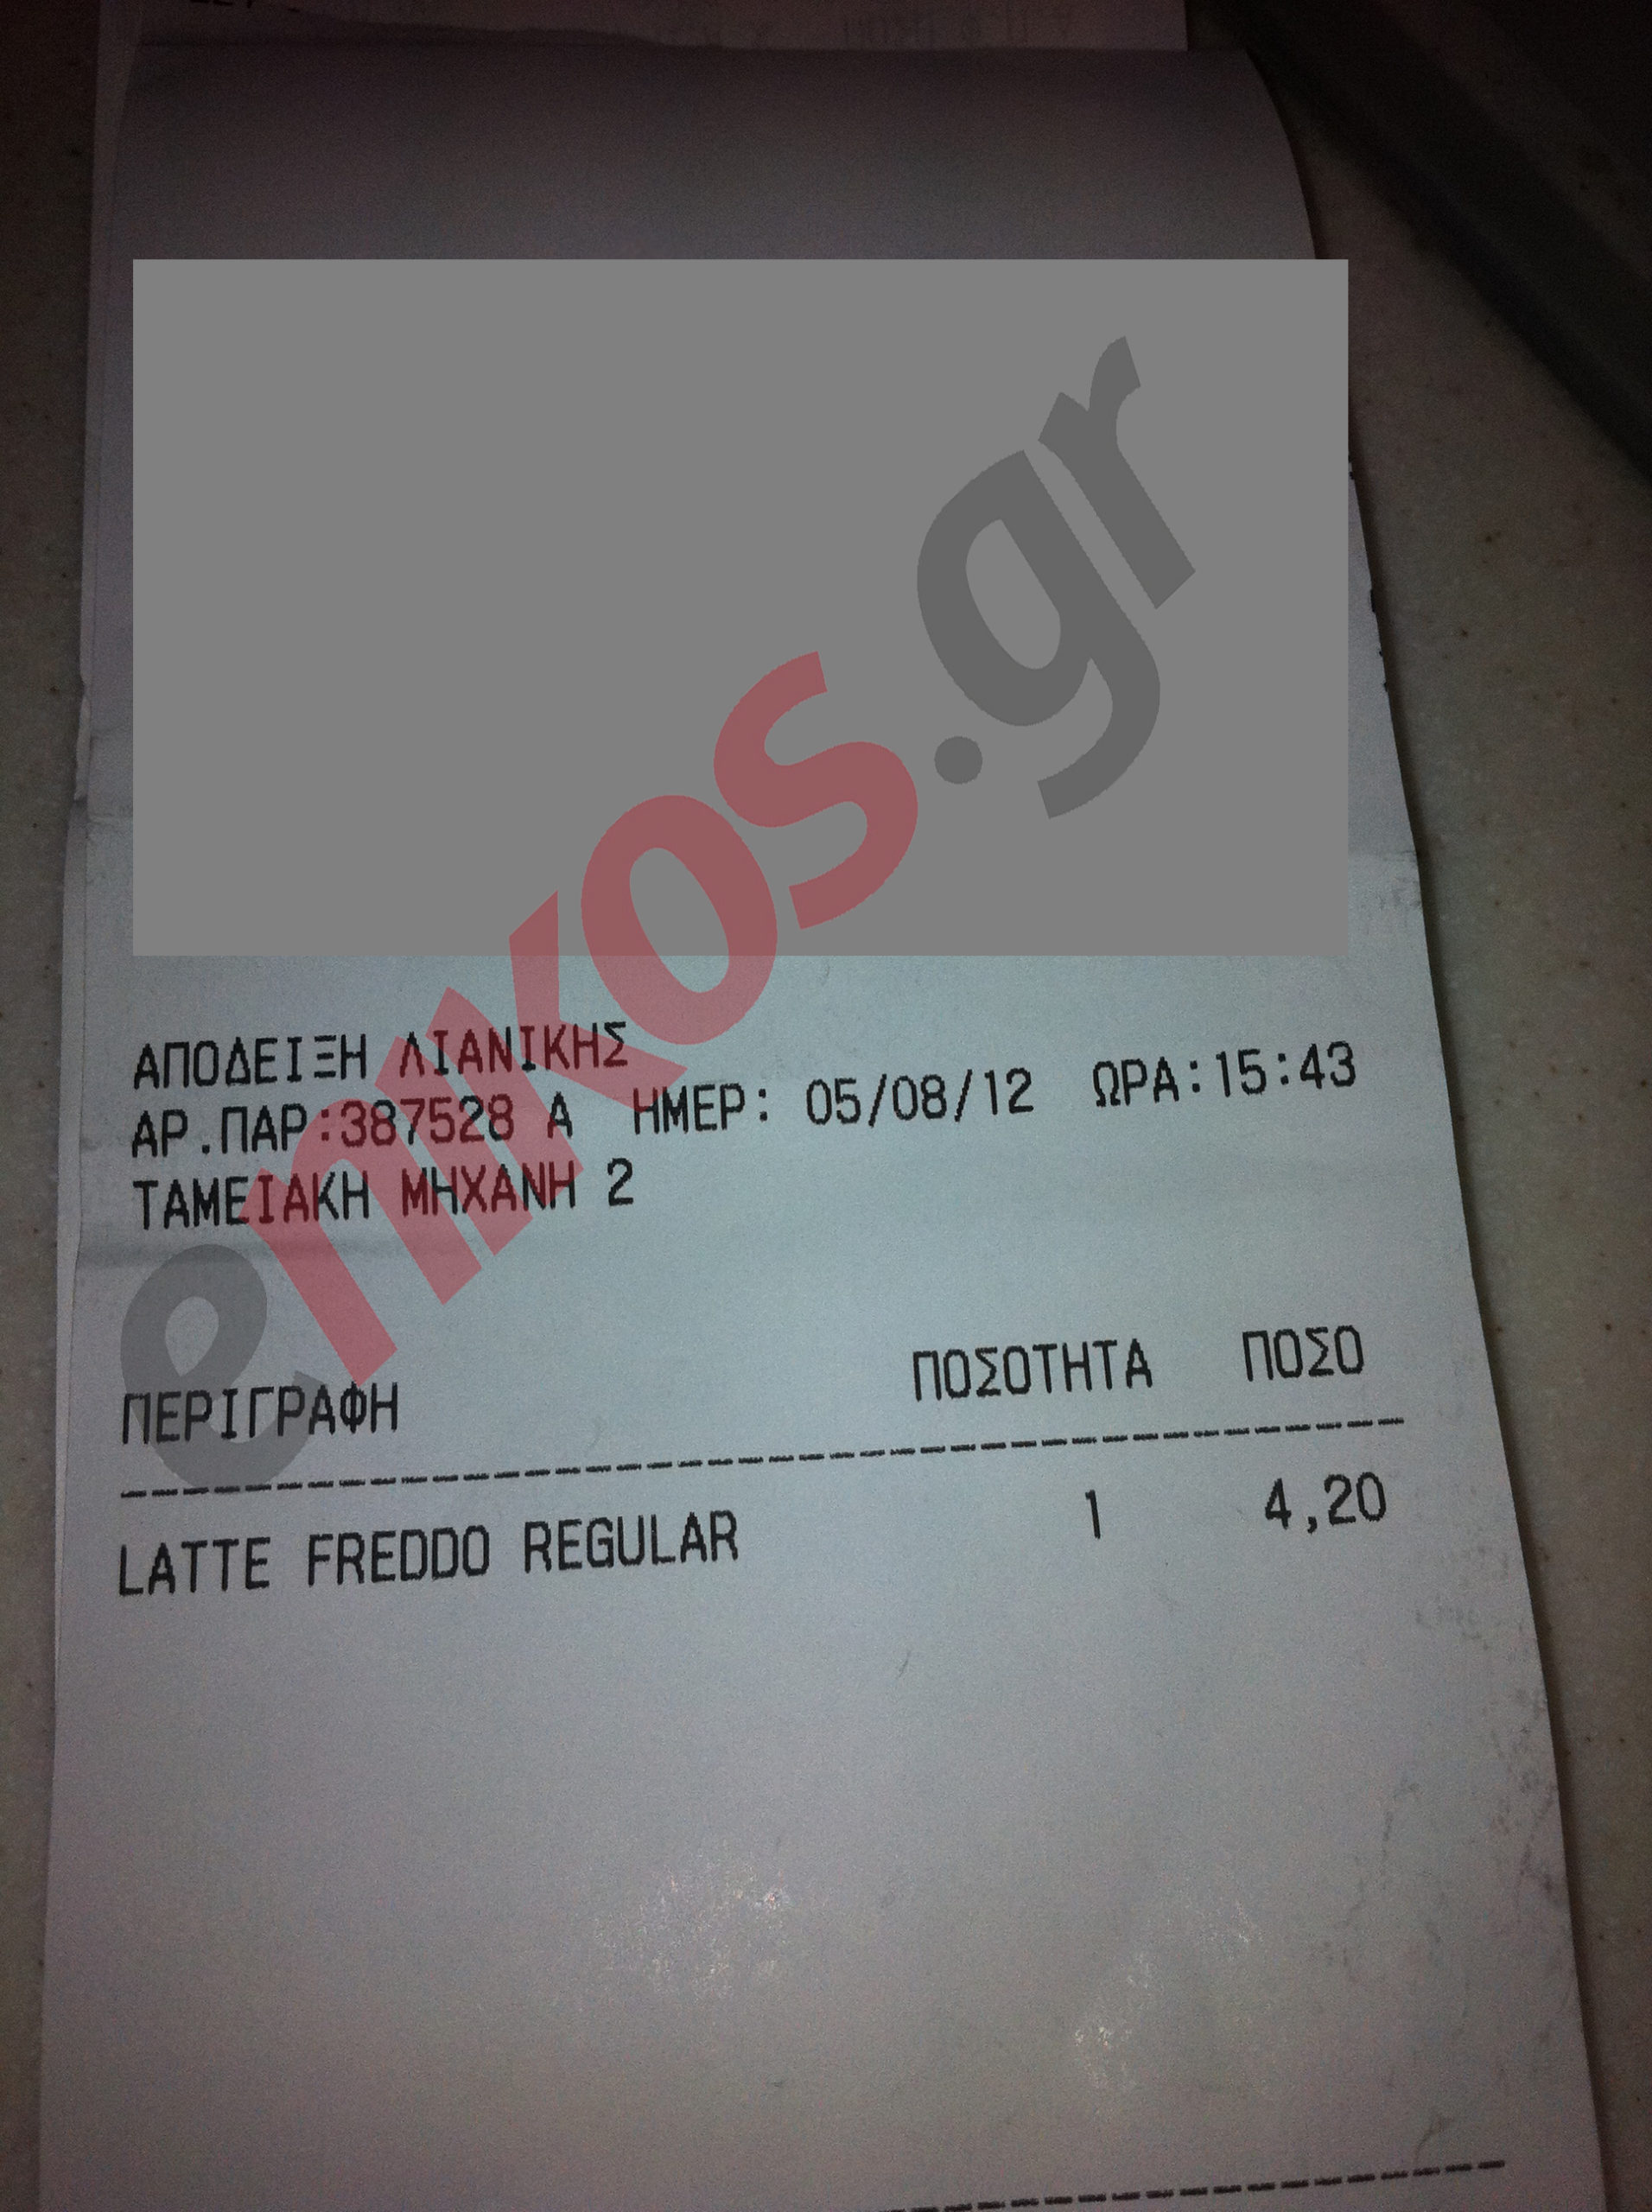 enikos.gr
ΑΠΟΔΕΙΞΗ ΛΙΑΝΙΚΗΣ
ΑΡ.ΠΑΡ:387528 Α ΗΜΕΡ: 05/08/12 ΩΡΑ:15:43
ΤΑΜΕΙΑΚΗ ΜΗΧΑΝΗ 2
ΠΕΡΙΓΡΑΦΗ ΠΟΣΟΤΗΤΑ ΠΟΣΟ
LATTE FREDDO REGULAR 1 4,20